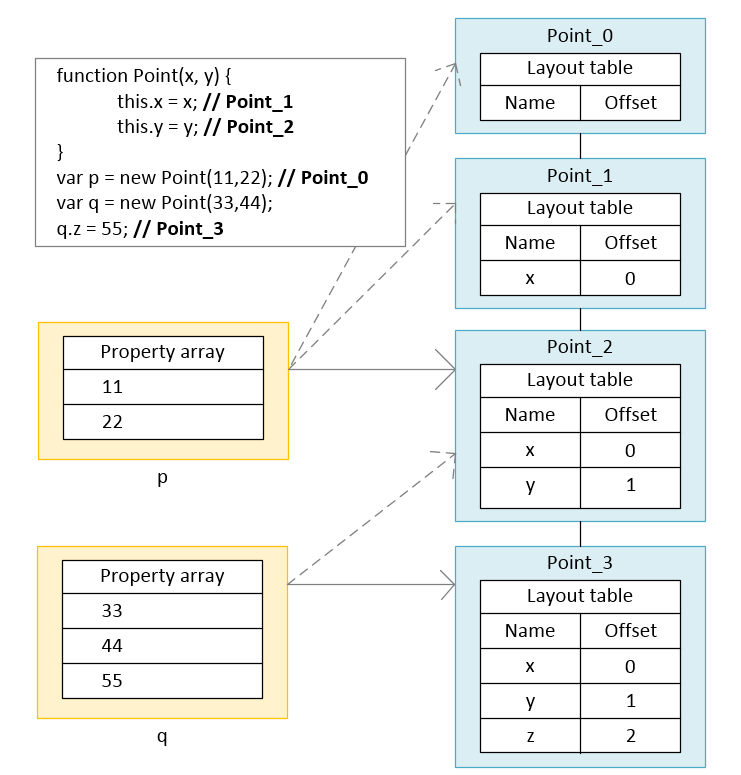 function Point(x, y) {
this.x = x; // Point_1
this.y = y; // Point_2
}
var p = new Point(11,22); // Point_0
var q = new Point(33,44);
q.z = 55; // Point_3
Point_0
Layout table
Name Offset
Point_1
Layout table
Name Offset
x 0
Property array
11
22
p
Point_2
Layout table
Name Offset
x 0
y 1
Property array
33
44
55
q
Point_3
Layout table
Name Offset
x 0
y 1
z 2